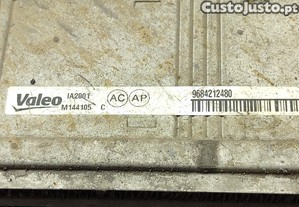 CustoJusto.pt
Valeo
IA2001
M144105 C
AC AP
9684212480